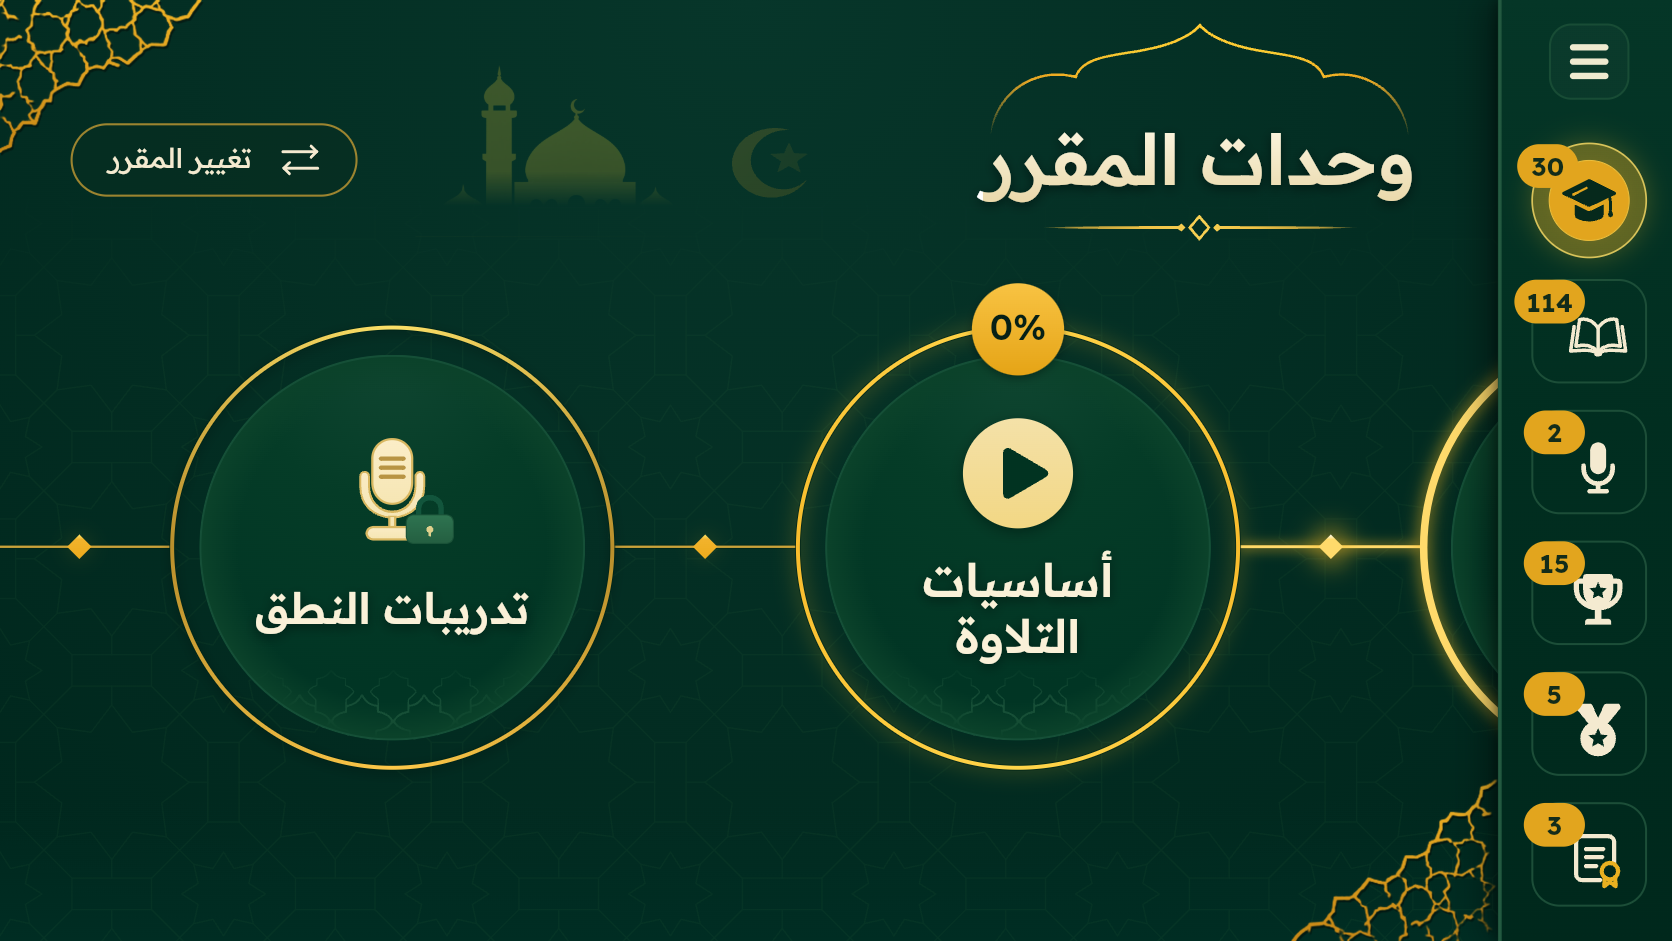 وحدات المقرر
تغيير المقرر
30
114
2
15
5
3
0%
أساسيات
التلاوة
تدريبات النطق